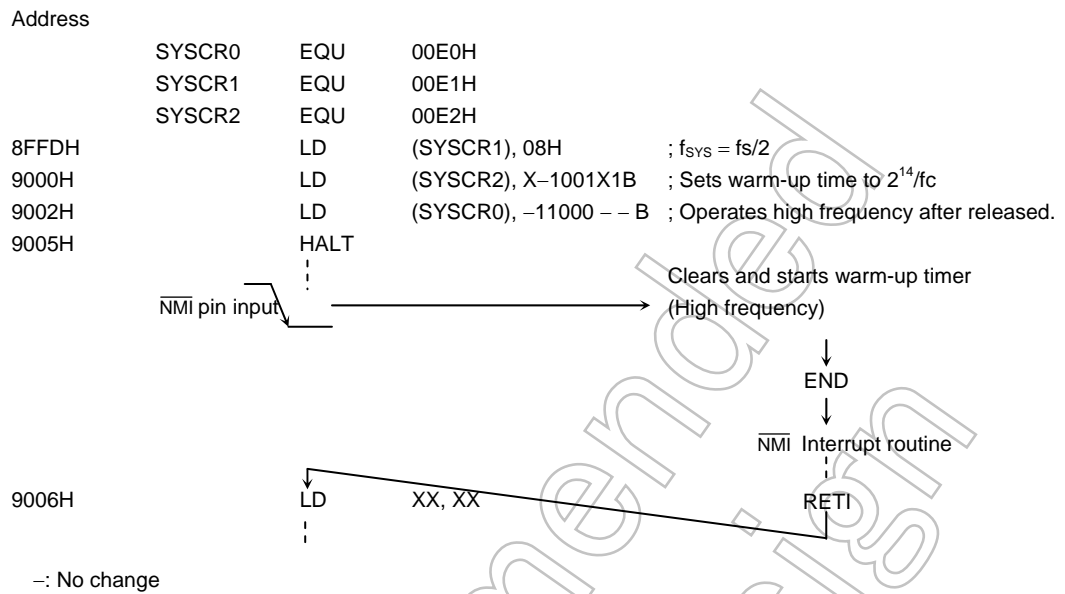 Address
SYSCR0 EQU 00E0H
SYSCR1 EQU 00E1H
SYSCR2 EQU 00E2H
8FFDH LD (SYSCR1), 08H ; fSYS = fs/2
9000H LD (SYSCR2), X−1001X1B ; Sets warm-up time to 2^14/fc
9002H LD (SYSCR0), −11000 − − B ; Operates high frequency after released.
9005H HALT
Clears and starts warm-up timer
NMI pin input (High frequency)
END
NMI Interrupt routine
9006H LD XX, XX RETI
−: No change